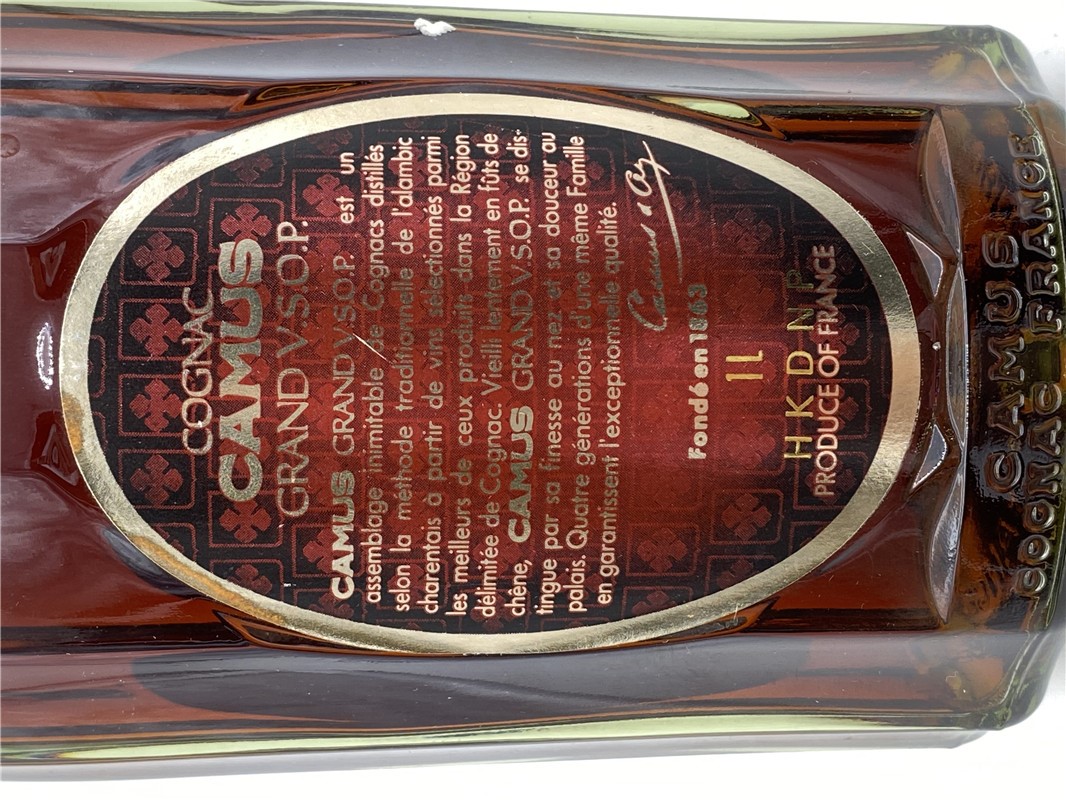 COGNAC
CAMUS
GRAND V.S.O.P.
CAMUS GRAND V.S.O.P. est un
assemblage inimitable de Cognacs distillés
selon la méthode traditionnelle de l'alambic
charentais à partir de vins sélectionnés parmi
les meilleurs de ceux produits dans la Région
délimitée de Cognac. Vieilli lentement en fûts de
chêne, CAMUS GRAND V.S.O.P. se dis-
tingue par sa finesse au nez et sa douceur au
palais. Quatre générations d'une même Famille
en garantissent l'exceptionnelle qualité.
Fondé en 1863
1L
HKDNP
PRODUCE OF FRANCE
CAMUS
COGNAC FRANCE